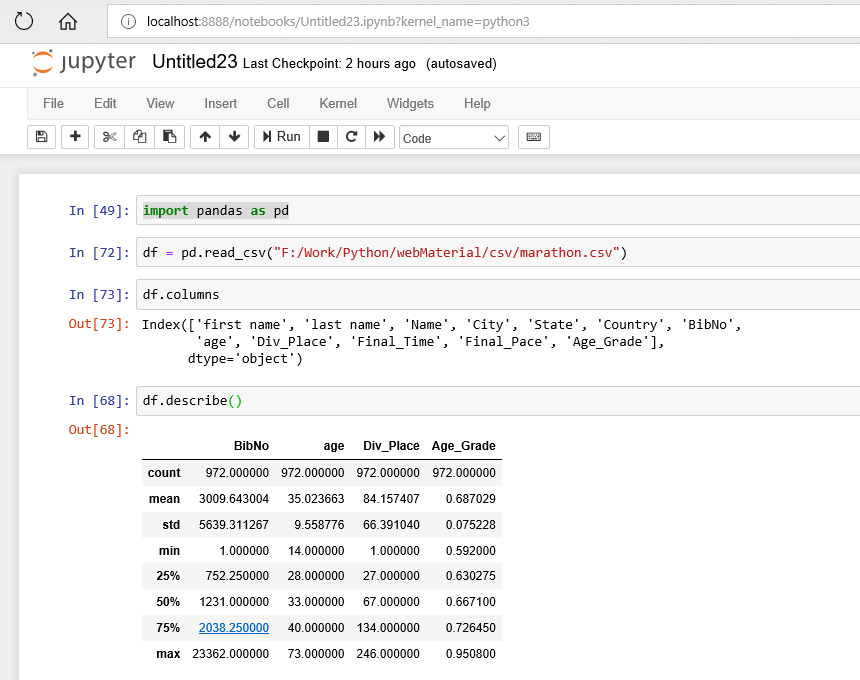 localhost:8888/notebooks/Untitled23.ipynb?kernel_name=python3
jupyter Untitled23 Last Checkpoint: 2 hours ago (autosaved)
File Edit View Insert Cell Kernel Widgets Help
Run Code
In [49]: import pandas as pd
In [72]: df = pd.read_csv("F:/Work/Python/webMaterial/csv/marathon.csv")
In [73]: df.columns
Out[73]: Index(['first name', 'last name', 'Name', 'City', 'State', 'Country', 'BibNo',
'age', 'Div_Place', 'Final_Time', 'Final_Pace', 'Age_Grade'],
dtype='object')
In [68]: df.describe()
Out[68]:
BibNo age Div_Place Age_Grade
count 972.000000 972.000000 972.000000 972.000000
mean 3009.643004 35.023663 84.157407 0.687029
std 5639.311267 9.558776 66.391040 0.075228
min 1.000000 14.000000 1.000000 0.592000
25% 752.250000 28.000000 27.000000 0.630275
50% 1231.000000 33.000000 67.000000 0.667100
75% 2038.250000 40.000000 134.000000 0.726450
max 23362.000000 73.000000 246.000000 0.950800